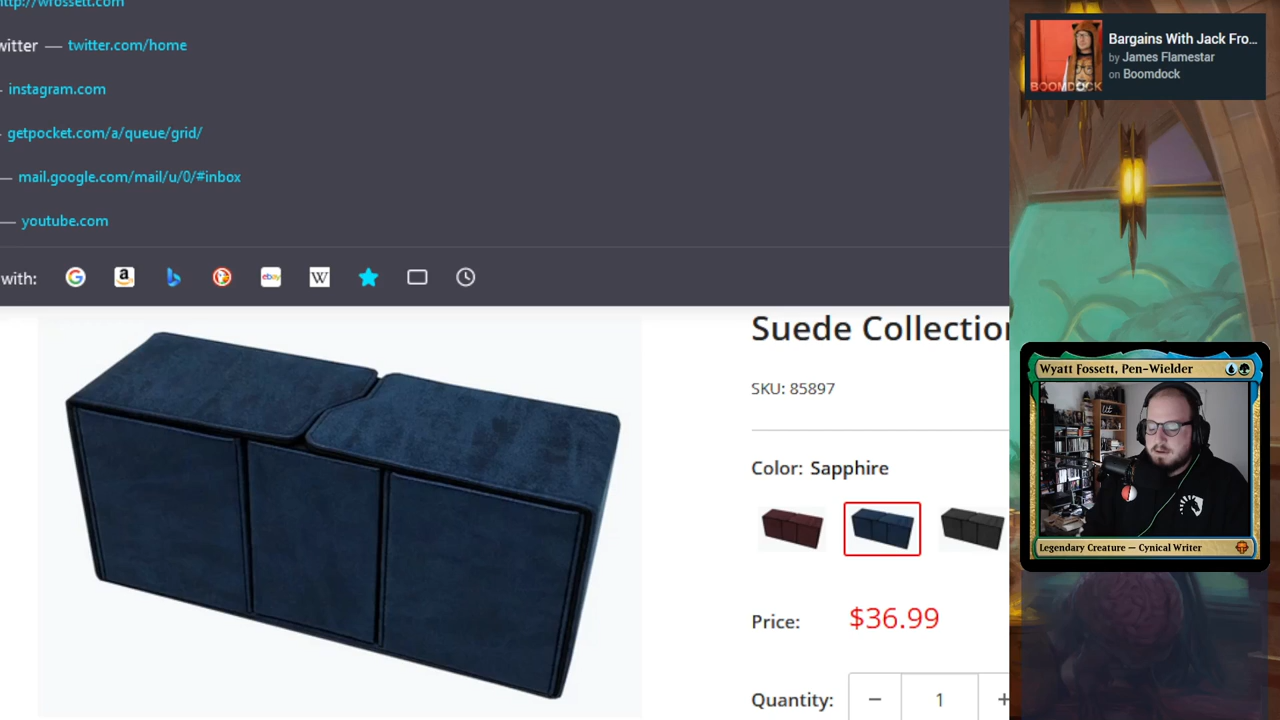 http://wfossett.com
witter — twitter.com/home
- instagram.com
- getpocket.com/a/queue/grid/
— mail.google.com/mail/u/0/#inbox
— youtube.com
with:
G
a
ebay
W
Suede Collection
SKU: 85897
Color: Sapphire
Price: $36.99
Quantity: − 1 +
Bargains With Jack Fro...
by James Flamestar
on Boomdock
BOOMDOCK
Wyatt Fossett, Pen-Wielder
Legendary Creature — Cynical Writer